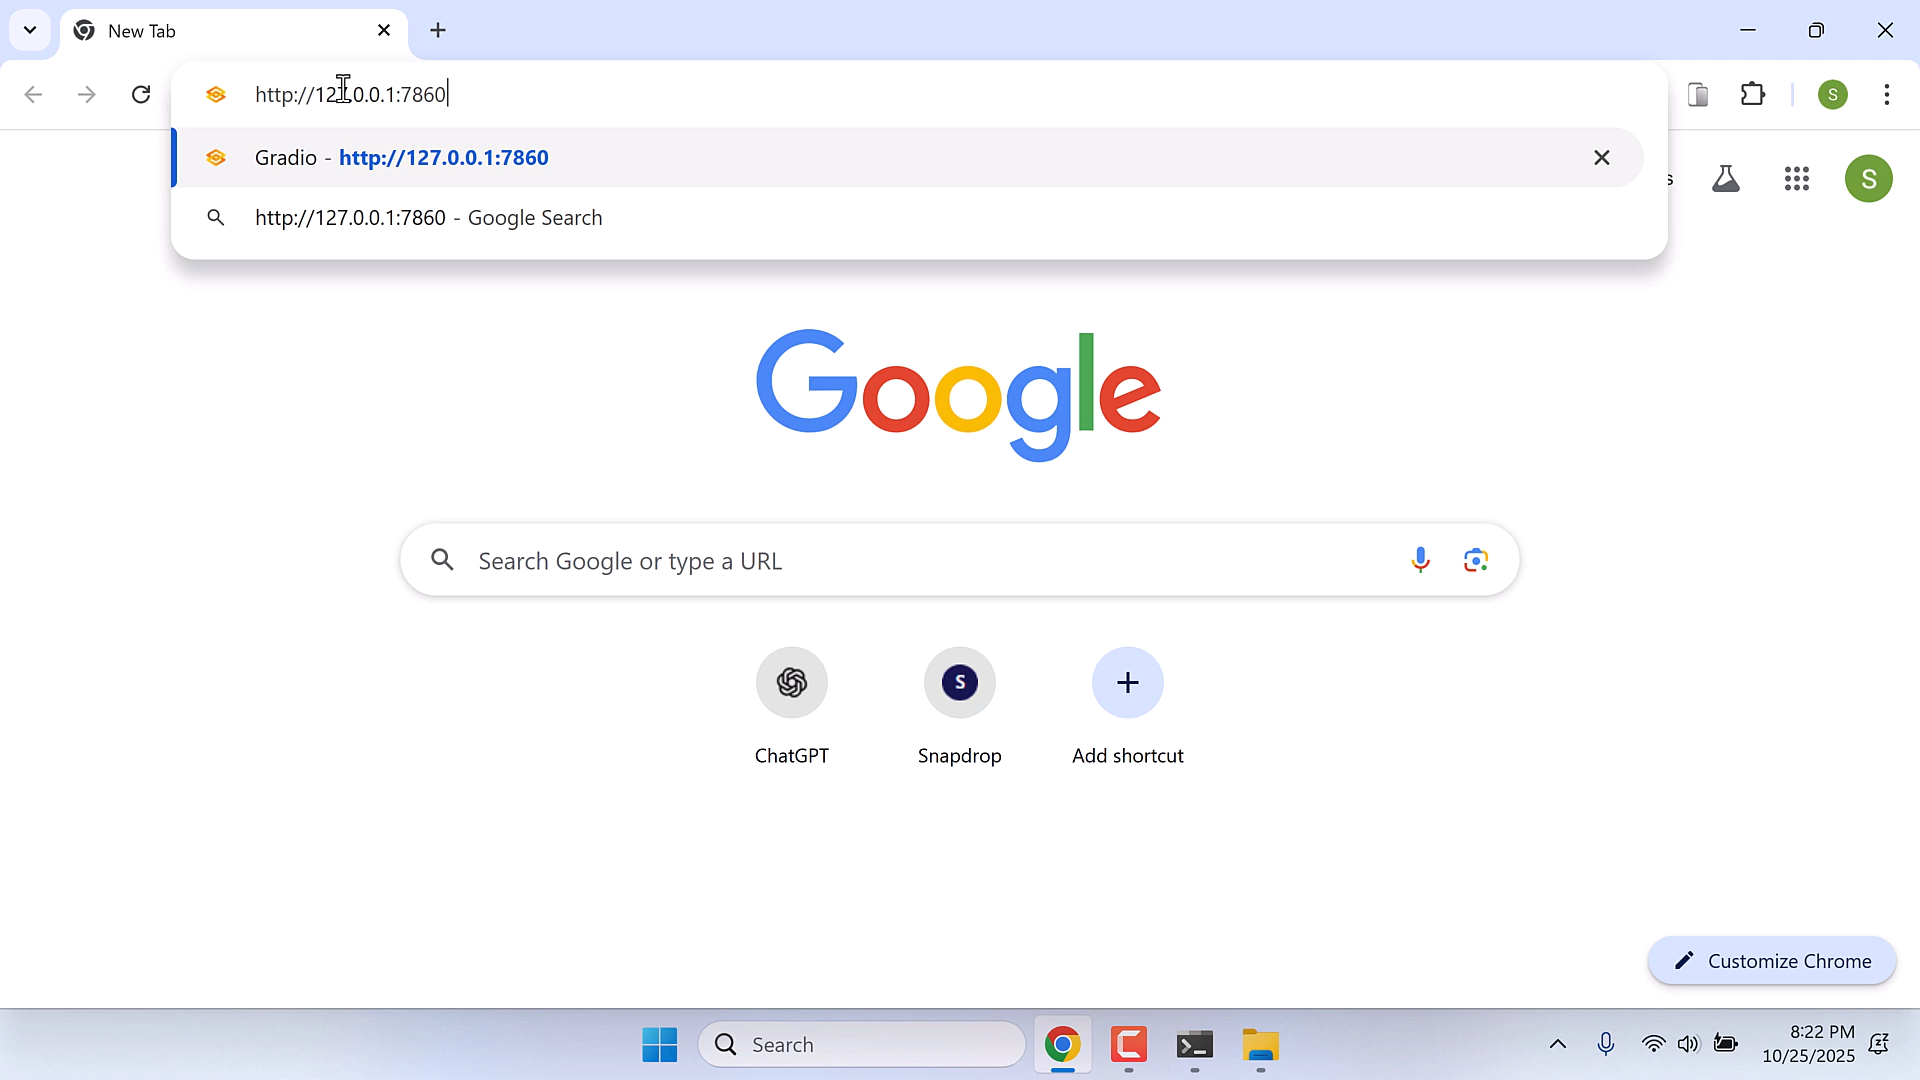 New Tab
http://127.0.0.1:7860
Gradio - http://127.0.0.1:7860
http://127.0.0.1:7860 - Google Search
s
S
S
Google
Search Google or type a URL
S
ChatGPT
Snapdrop
Add shortcut
Customize Chrome
Search
8:22 PM
10/25/2025